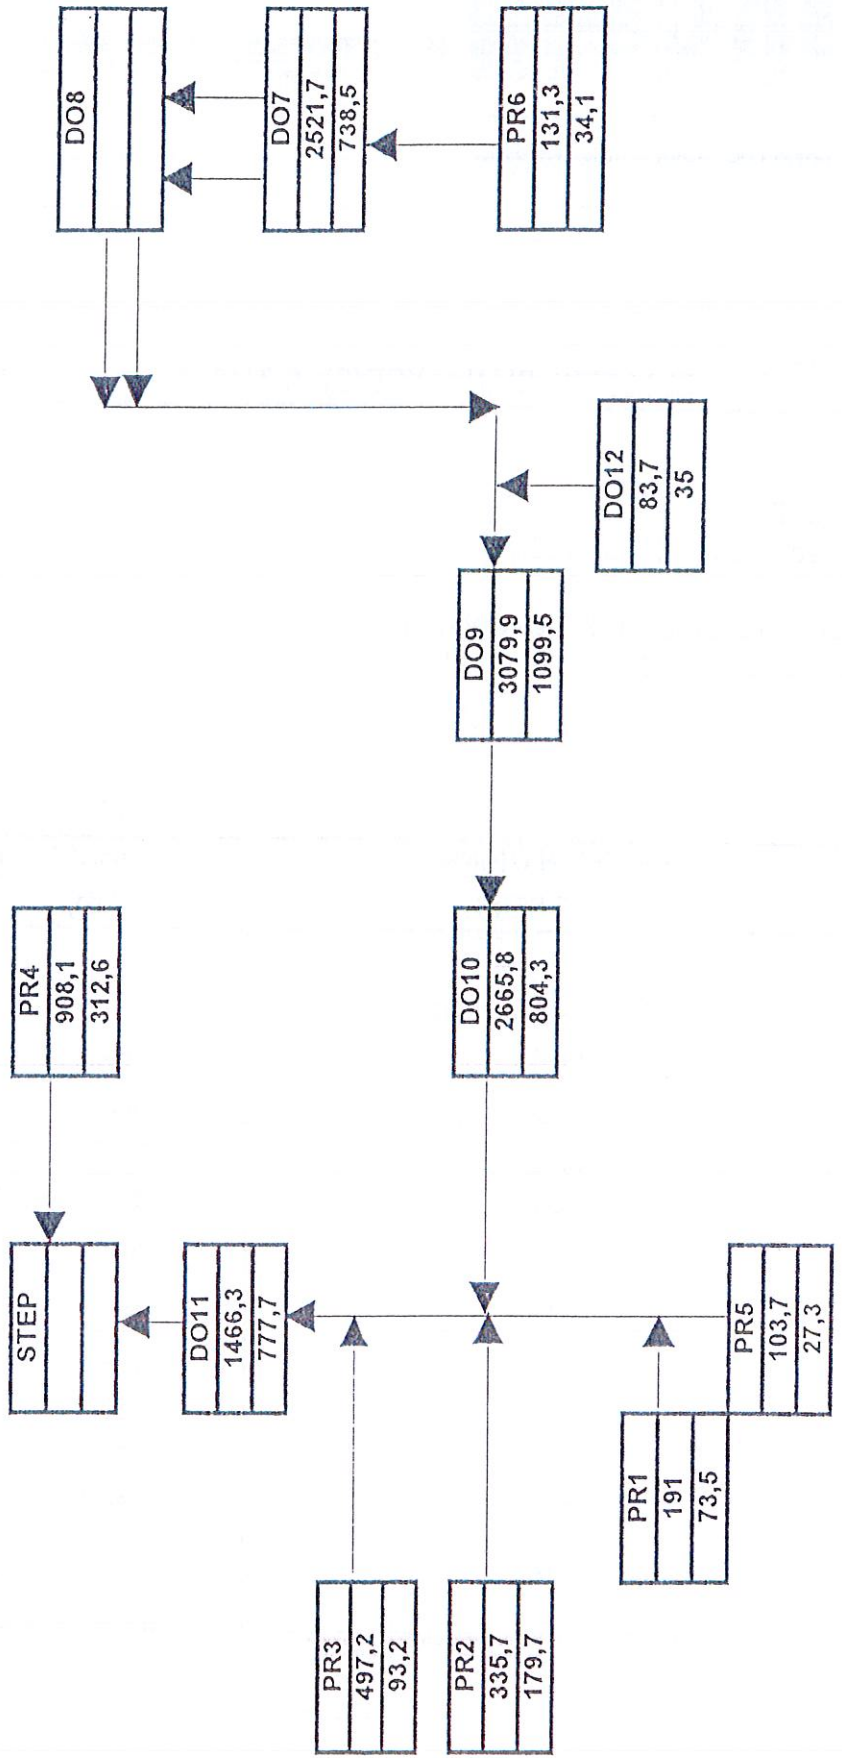 STEP
PR4
908,1
312,6
DO8
DO11
1466,3
777,7
DO7
2521,7
738,5
PR3
497,2
93,2
PR2
335,7
179,7
DO10
2665,8
804,3
DO9
3079,9
1099,5
PR6
131,3
34,1
DO12
83,7
35
PR1
191
73,5
PR5
103,7
27,3